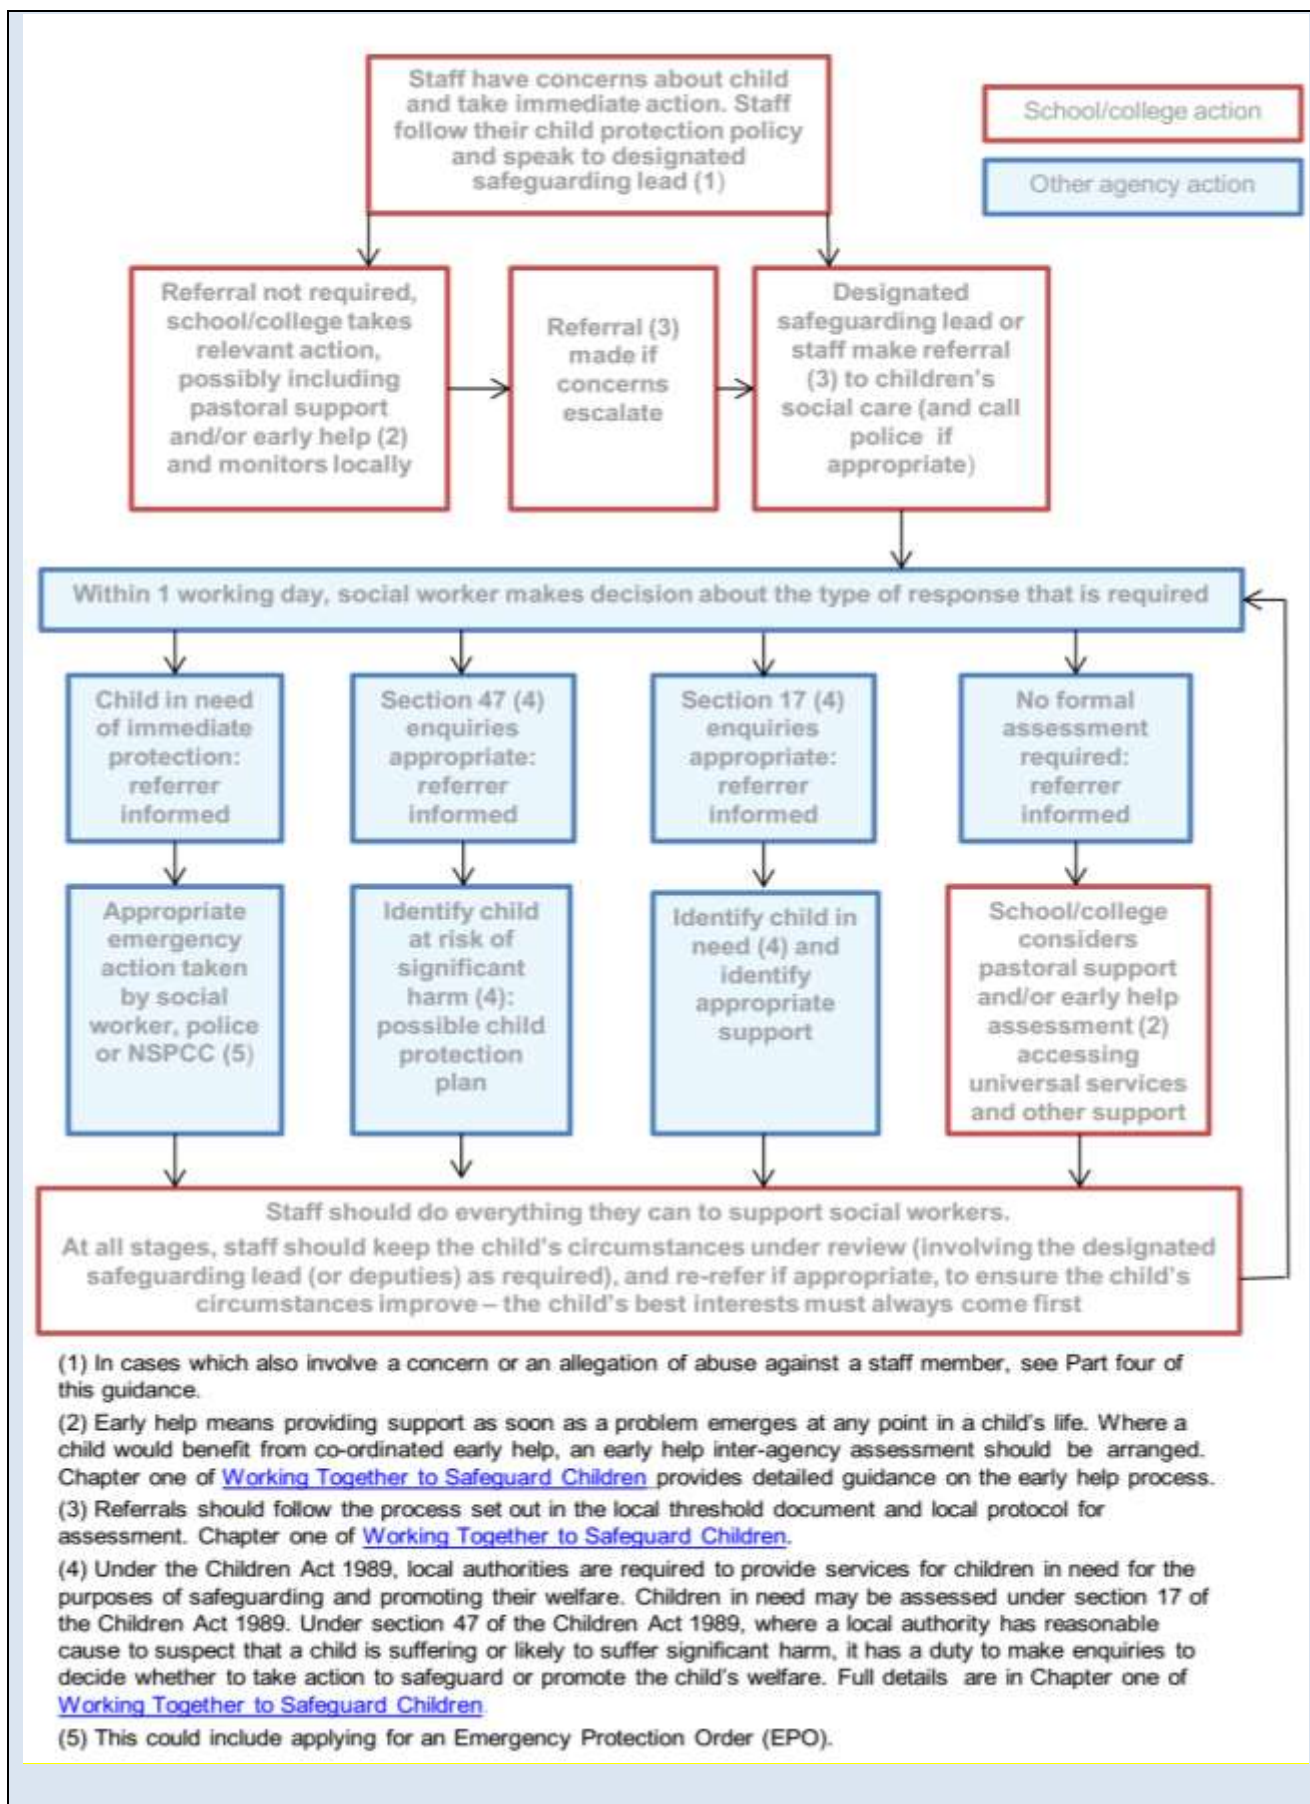 Staff have concerns about child
and take immediate action. Staff
follow their child protection policy
and speak to designated
safeguarding lead (1)
School/college action
Other agency action
Referral not required,
school/college takes
relevant action,
possibly including
pastoral support
and/or early help (2)
and monitors locally
Referral (3)
made if
concerns
escalate
Designated
safeguarding lead or
staff make referral
(3) to children's
social care (and call
police if
appropriate)
Within 1 working day, social worker makes decision about the type of response that is required
Child in need
of immediate
protection:
referrer
informed
Section 47 (4)
enquiries
appropriate:
referrer
informed
Section 17 (4)
enquiries
appropriate:
referrer
informed
No formal
assessment
required:
referrer
informed
Appropriate
emergency
action taken
by social
worker, police
or NSPCC (5)
Identify child
at risk of
significant
harm (4):
possible child
protection
plan
Identify child in
need (4) and
identify
appropriate
support
School/college
considers
pastoral support
and/or early help
assessment (2)
accessing
universal services
and other support
Staff should do everything they can to support social workers.
At all stages, staff should keep the child's circumstances under review (involving the designated
safeguarding lead (or deputies) as required), and re-refer if appropriate, to ensure the child's
circumstances improve – the child's best interests must always come first
(1) In cases which also involve a concern or an allegation of abuse against a staff member, see Part four of
this guidance.
(2) Early help means providing support as soon as a problem emerges at any point in a child's life. Where a
child would benefit from co-ordinated early help, an early help inter-agency assessment should be arranged.
Chapter one of Working Together to Safeguard Children provides detailed guidance on the early help process.
(3) Referrals should follow the process set out in the local threshold document and local protocol for
assessment. Chapter one of Working Together to Safeguard Children.
(4) Under the Children Act 1989, local authorities are required to provide services for children in need for the
purposes of safeguarding and promoting their welfare. Children in need may be assessed under section 17 of
the Children Act 1989. Under section 47 of the Children Act 1989, where a local authority has reasonable
cause to suspect that a child is suffering or likely to suffer significant harm, it has a duty to make enquiries to
decide whether to take action to safeguard or promote the child's welfare. Full details are in Chapter one of
Working Together to Safeguard Children.
(5) This could include applying for an Emergency Protection Order (EPO).